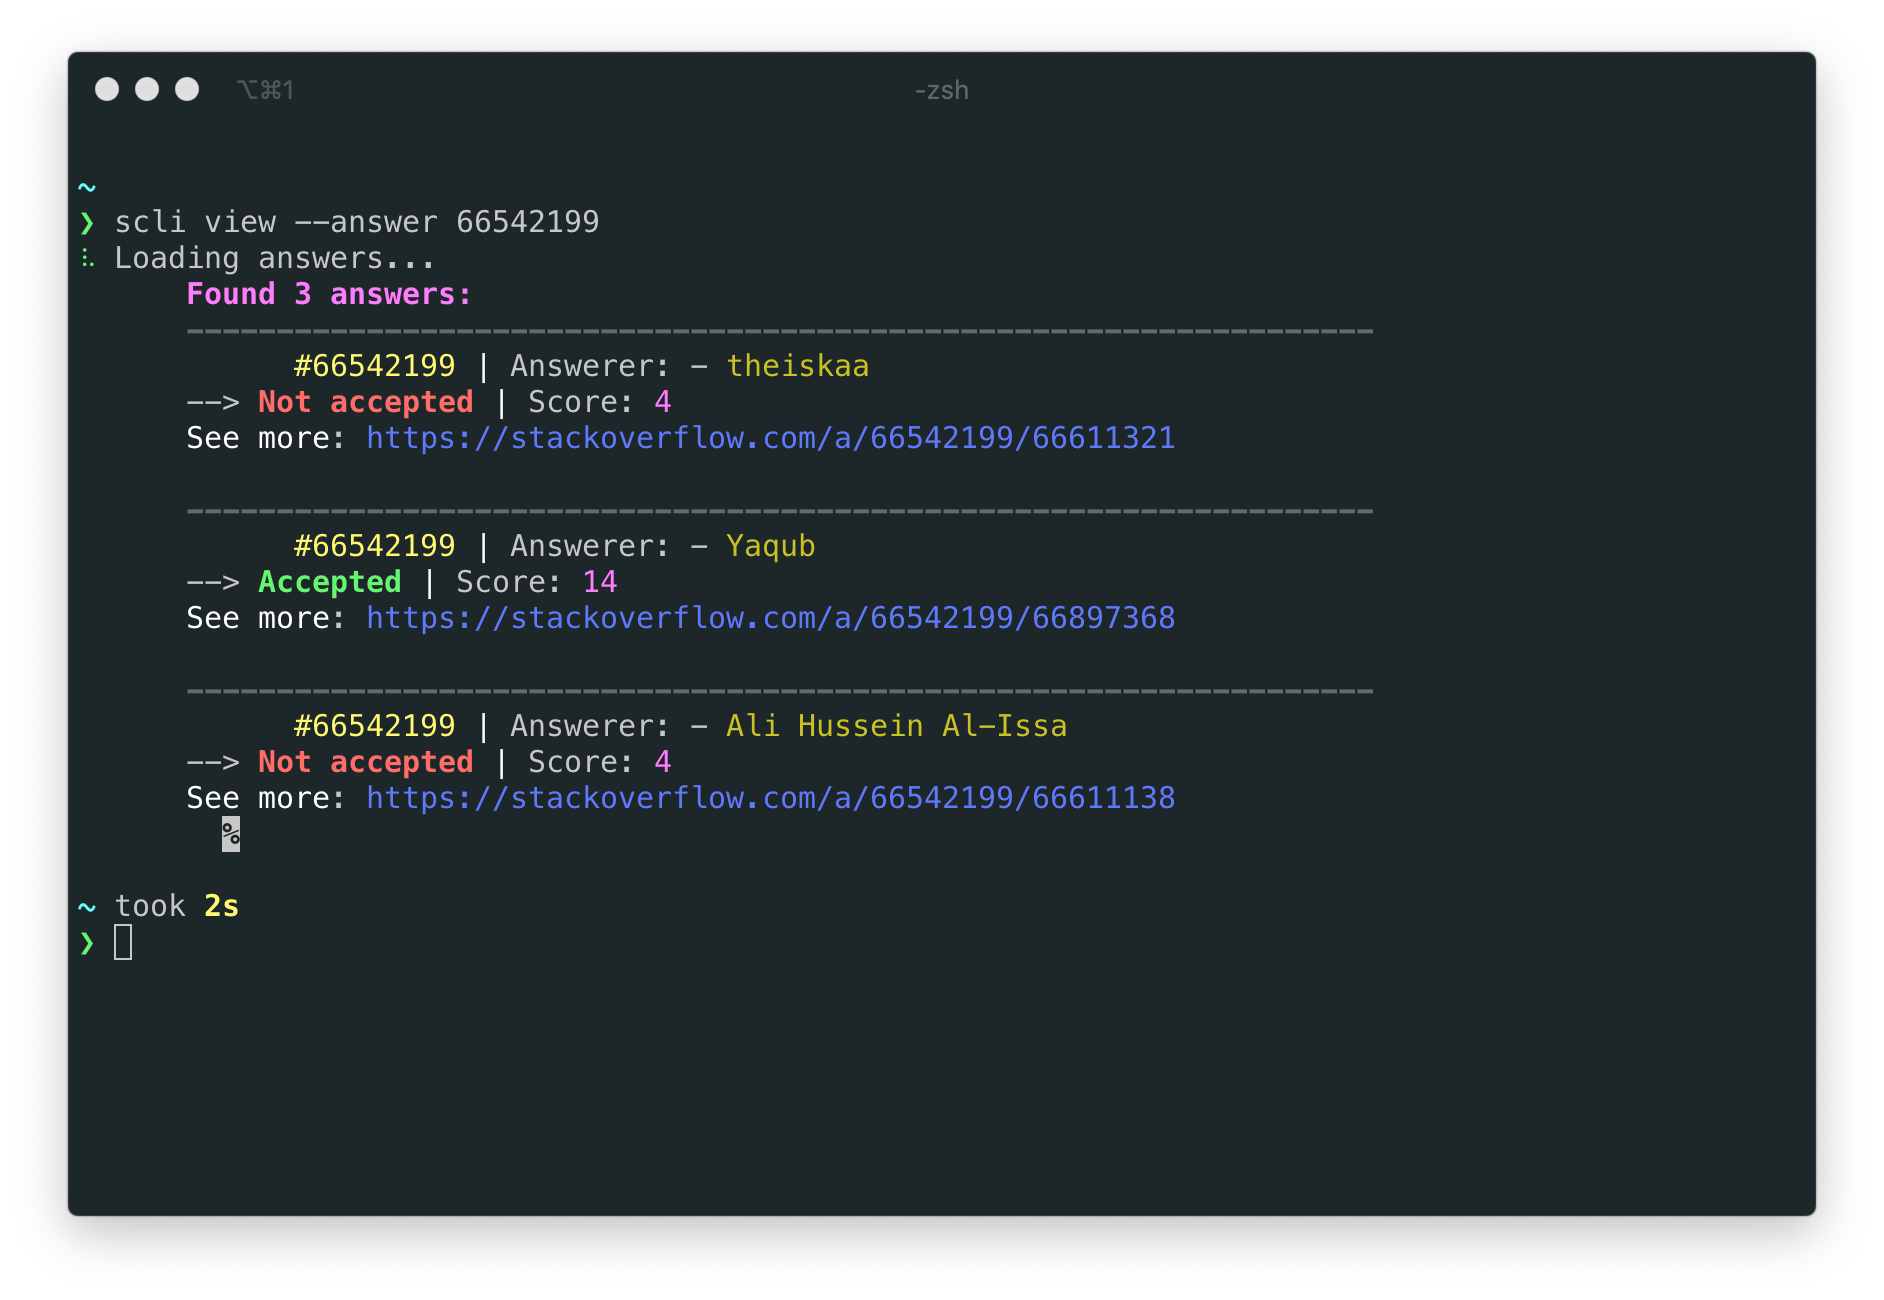 ⌥⌘1 -zsh
~
❯ scli view --answer 66542199
⠧ Loading answers...
Found 3 answers:
------------------------------------------------------------------
#66542199 | Answerer: - theiskaa
--> Not accepted | Score: 4
See more: https://stackoverflow.com/a/66542199/66611321
------------------------------------------------------------------
#66542199 | Answerer: - Yaqub
--> Accepted | Score: 14
See more: https://stackoverflow.com/a/66542199/66897368
------------------------------------------------------------------
#66542199 | Answerer: - Ali Hussein Al-Issa
--> Not accepted | Score: 4
See more: https://stackoverflow.com/a/66542199/66611138
%
~ took 2s
❯